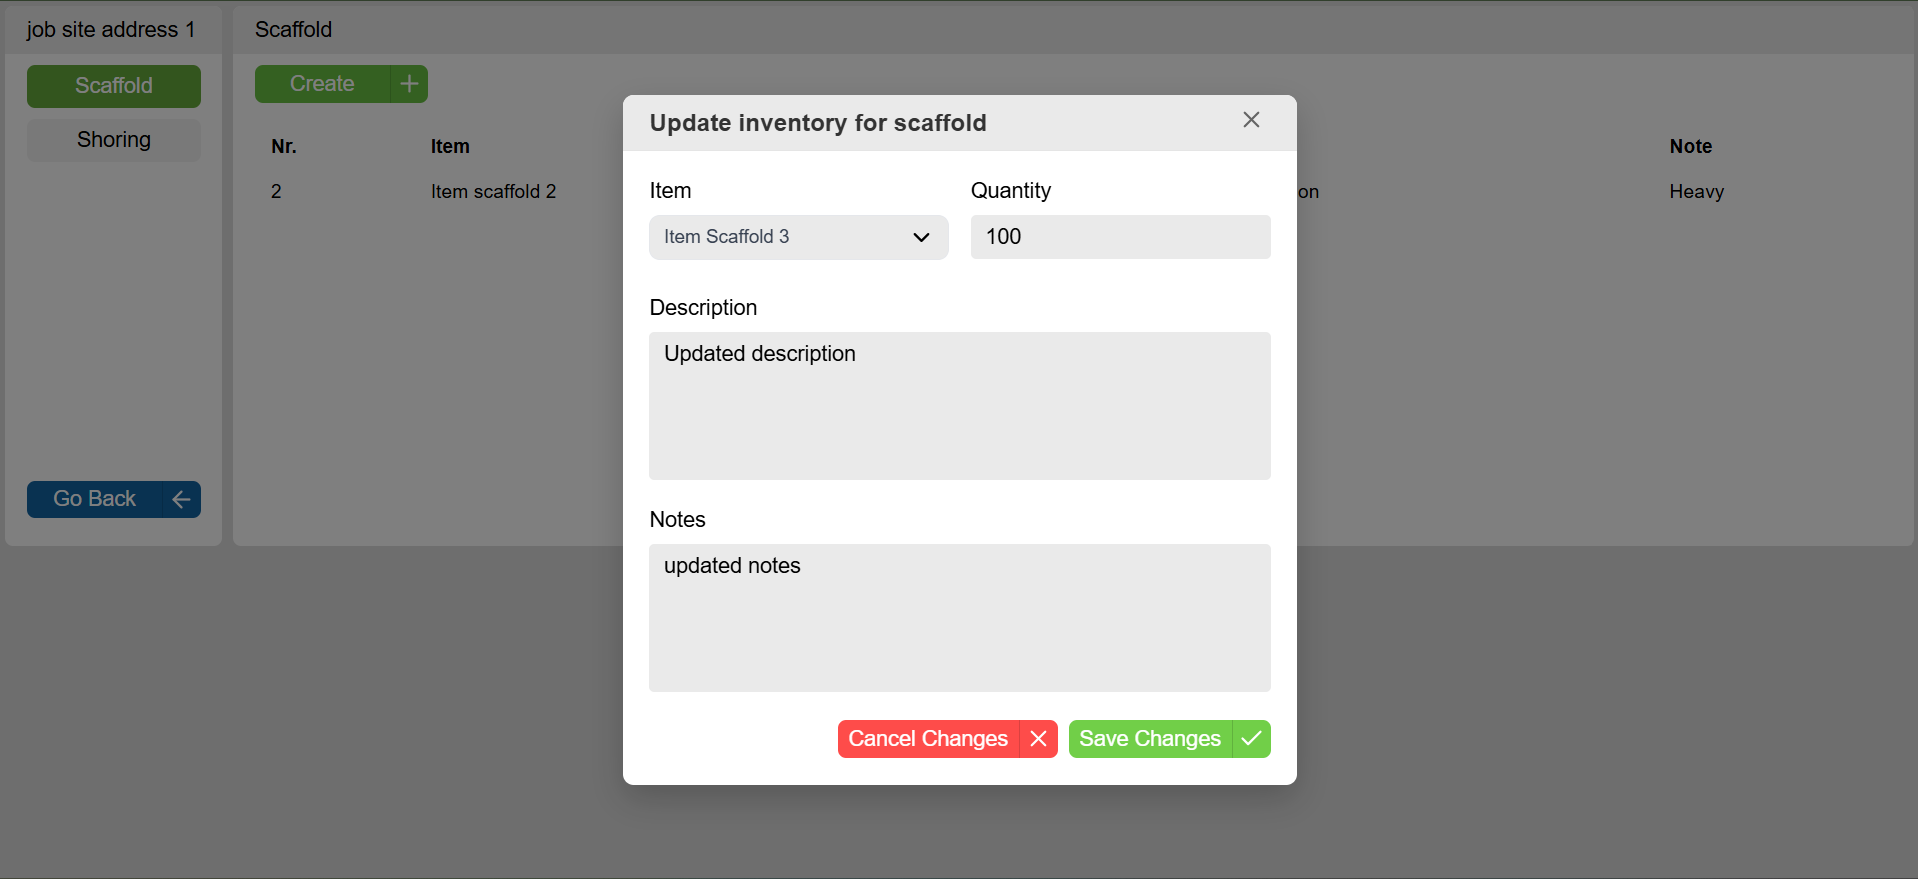 job site address 1
Scaffold
Scaffold
Shoring
Go Back
Create
Nr. Item Note
2 Item scaffold 2 on Heavy
Update inventory for scaffold
Item Quantity
Item Scaffold 3 100
Description
Updated description
Notes
updated notes
Cancel Changes Save Changes